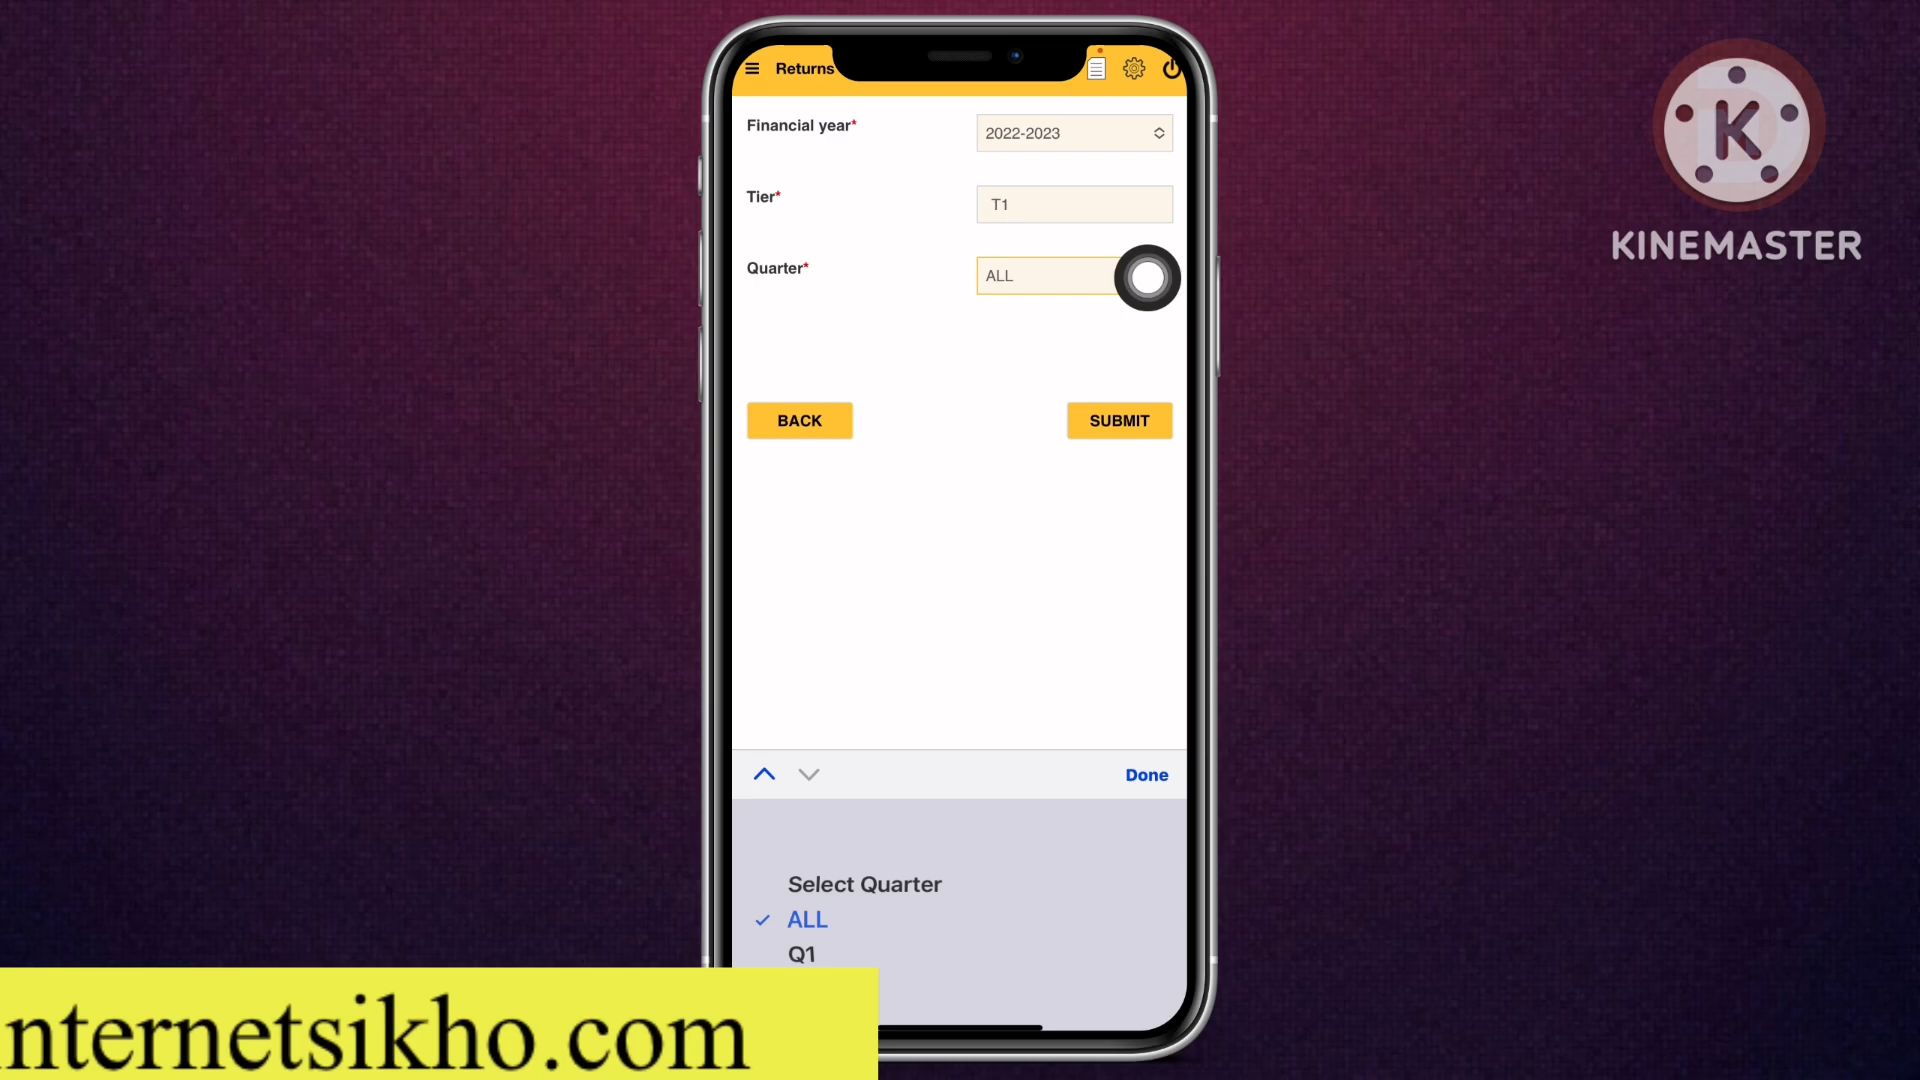 Returns
Financial year*
2022-2023
Tier*
T1
Quarter*
ALL
BACK
SUBMIT
Done
Select Quarter
ALL
Q1
nternetsikho.com
K
KINEMASTER